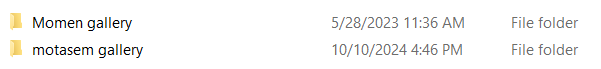 Momen gallery 5/28/2023 11:36 AM File folder
motasem gallery 10/10/2024 4:46 PM File folder